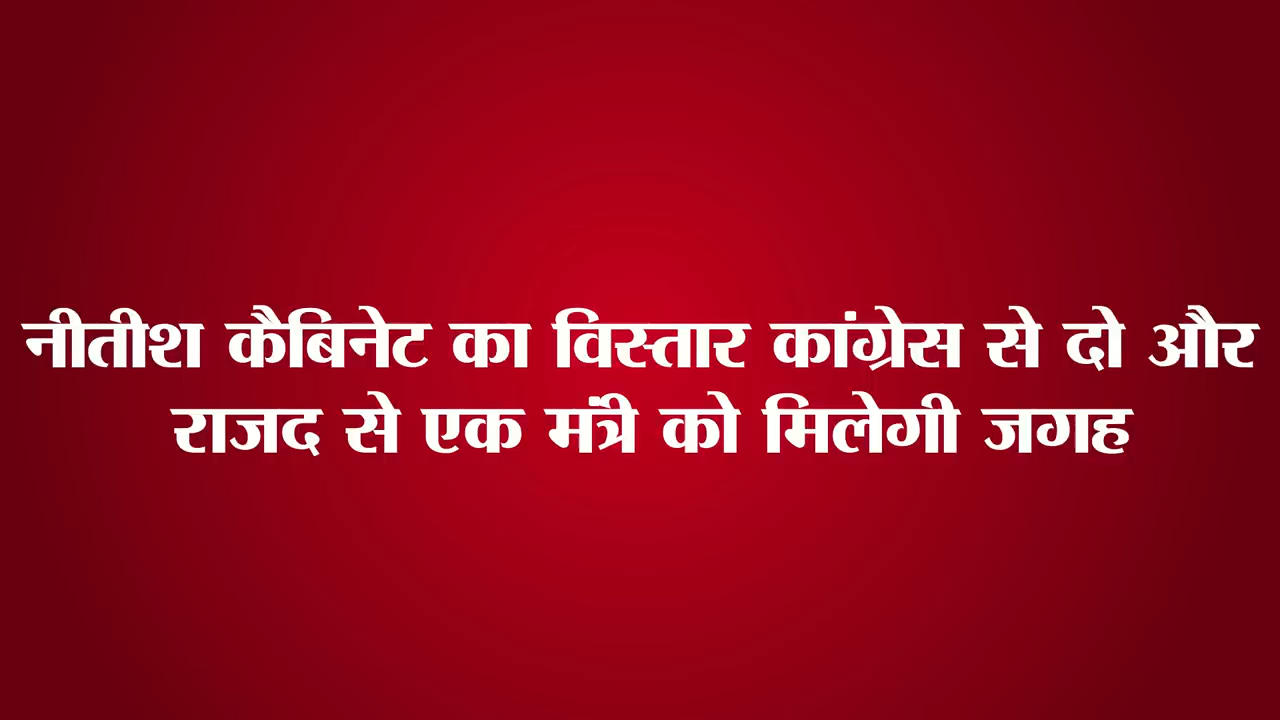 नीतीश कैबिनेट का विस्तार कांग्रेस से दो और
राजद से एक मंत्री को मिलेगी जगह